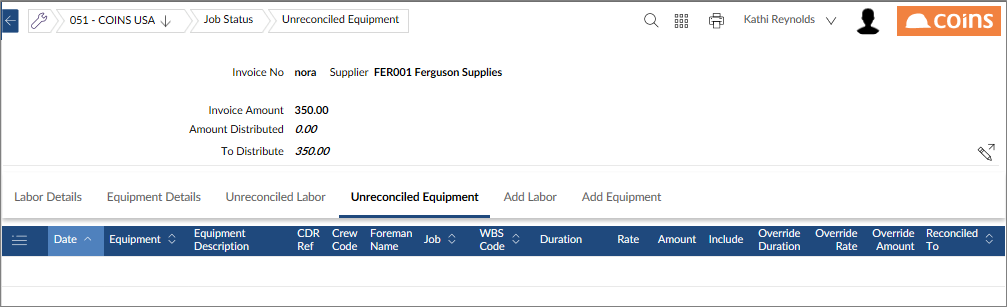 051 - COINS USA Job Status Unreconciled Equipment Kathi Reynolds COINS
Invoice No nora Supplier FER001 Ferguson Supplies
Invoice Amount 350.00
Amount Distributed 0.00
To Distribute 350.00
Labor Details Equipment Details Unreconciled Labor Unreconciled Equipment Add Labor Add Equipment
Date Equipment Equipment Description CDR Ref Crew Code Foreman Name Job WBS Code Duration Rate Amount Include Override Duration Override Rate Override Amount Reconciled To